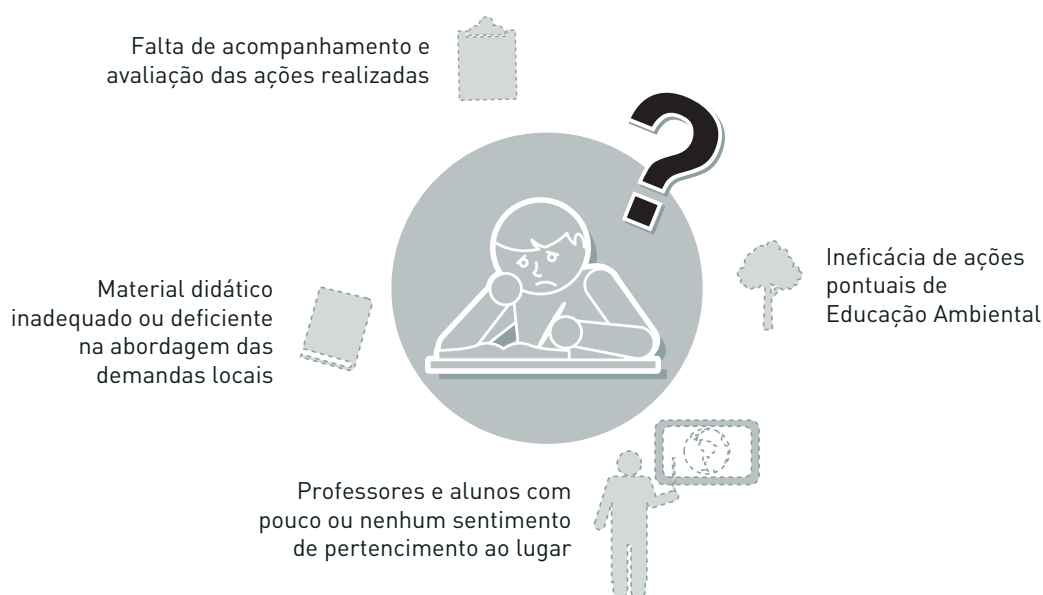 Falta de acompanhamento e
avaliação das ações realizadas
?
Ineficácia de ações
pontuais de
Educação Ambiental
Material didático
inadequado ou deficiente
na abordagem das
demandas locais
Professores e alunos com
pouco ou nenhum sentimento
de pertencimento ao lugar